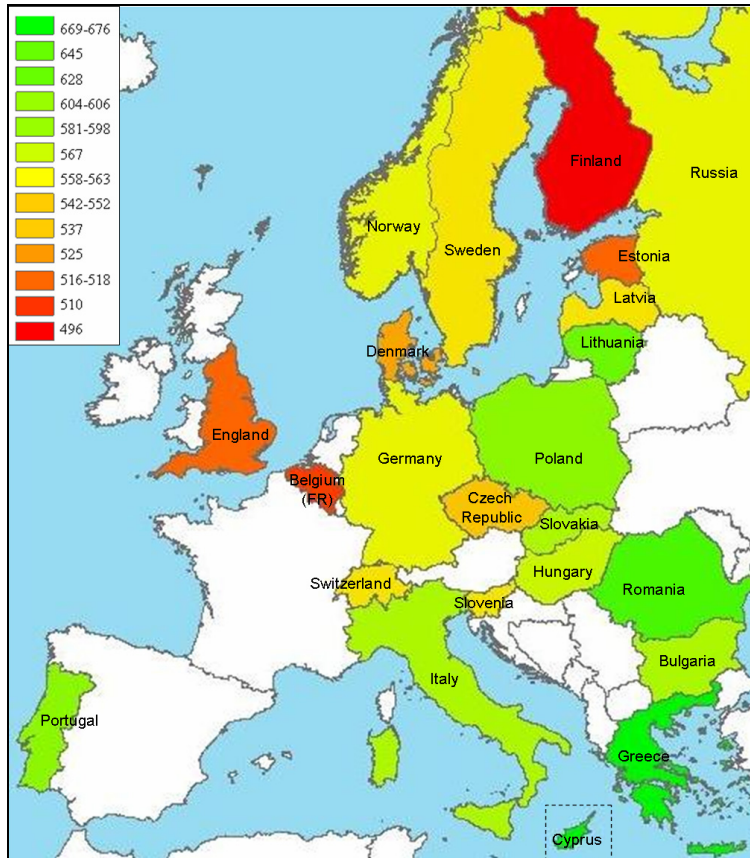 669-676
645
628
604-606
581-598
567
558-563
542-552
537
525
516-518
510
496
Finland
Russia
Norway
Sweden
Estonia
Latvia
Lithuania
Denmark
England
Germany
Poland
Belgium
(FR)
Czech
Republic
Slovakia
Switzerland
Hungary
Romania
Slovenia
Bulgaria
Italy
Portugal
Greece
Cyprus